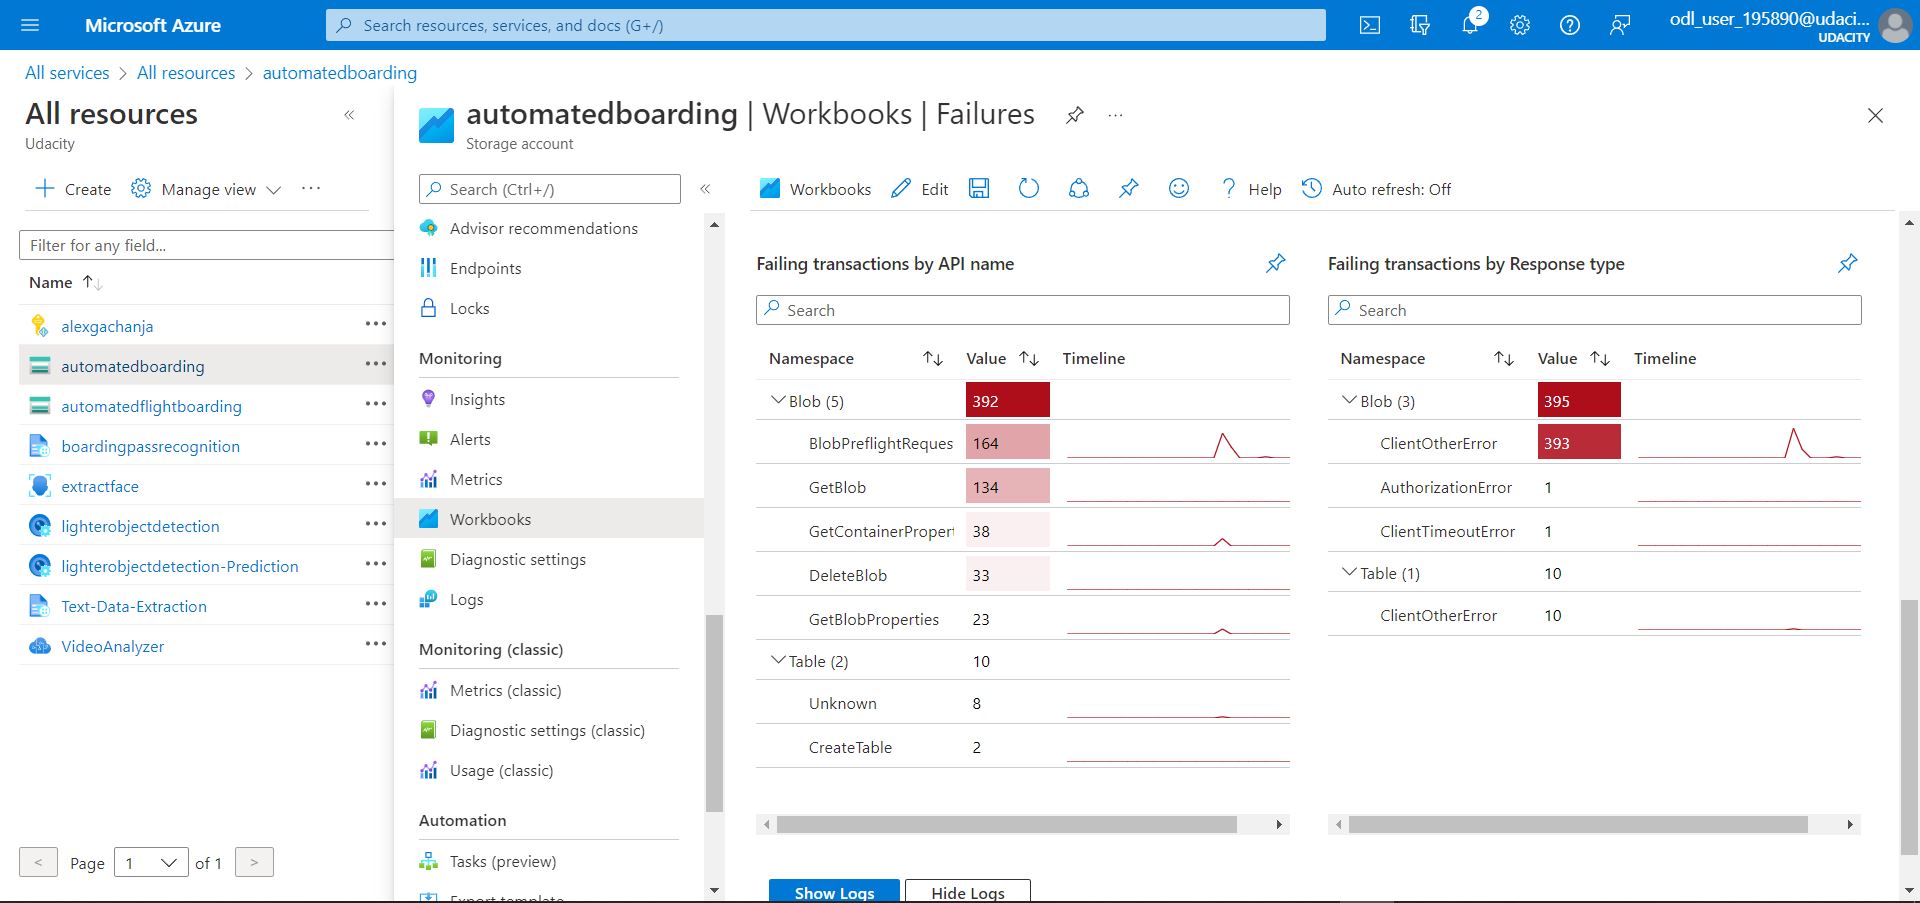 Microsoft Azure
Search resources, services, and docs (G+/)
2
odl_user_195890@udaci...
UDACITY
All services > All resources > automatedboarding
All resources
Udacity
Create
Manage view
Filter for any field...
Name
alexgachanja
automatedboarding
automatedflightboarding
boardingpassrecognition
extractface
lighterobjectdetection
lighterobjectdetection-Prediction
Text-Data-Extraction
VideoAnalyzer
< Page 1 of 1 >
automatedboarding | Workbooks | Failures
Storage account
Search (Ctrl+/)
Advisor recommendations
Endpoints
Locks
Monitoring
Insights
Alerts
Metrics
Workbooks
Diagnostic settings
Logs
Monitoring (classic)
Metrics (classic)
Diagnostic settings (classic)
Usage (classic)
Automation
Tasks (preview)
Export template
Workbooks
Edit
Help
Auto refresh: Off
Failing transactions by API name
Search
Namespace Value Timeline
Blob (5) 392
BlobPreflightReques 164
GetBlob 134
GetContainerPropert 38
DeleteBlob 33
GetBlobProperties 23
Table (2) 10
Unknown 8
CreateTable 2
Failing transactions by Response type
Search
Namespace Value Timeline
Blob (3) 395
ClientOtherError 393
AuthorizationError 1
ClientTimeoutError 1
Table (1) 10
ClientOtherError 10
Show Logs
Hide Logs